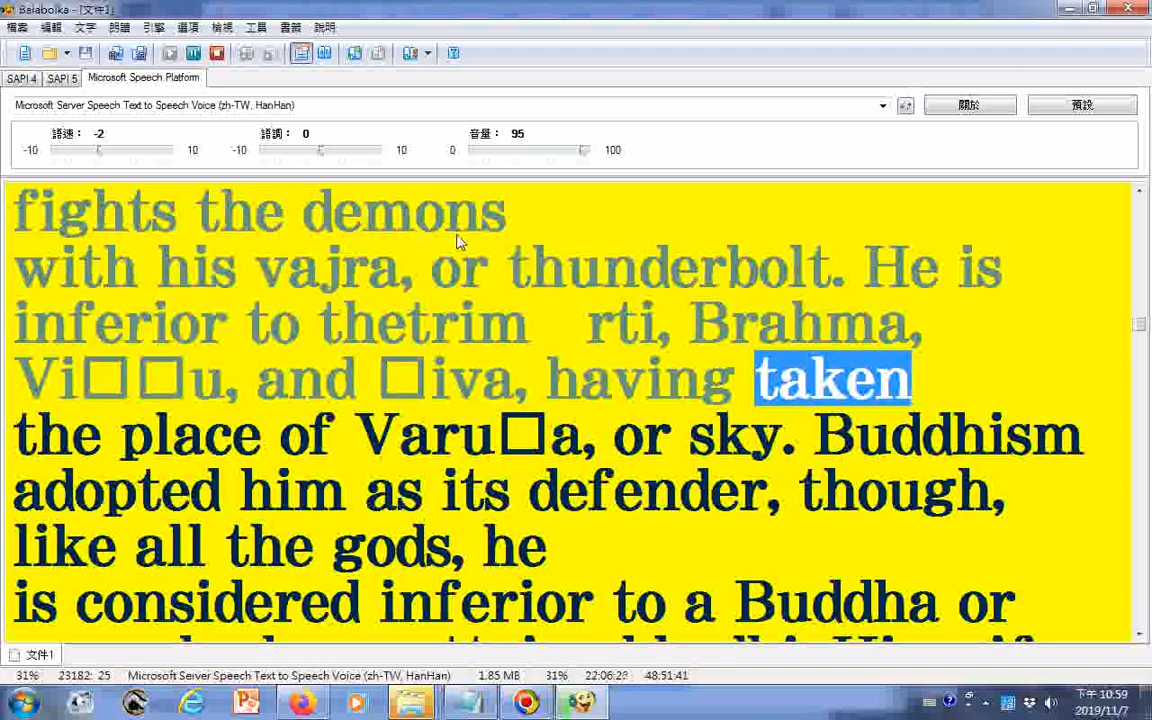 Balabolka - [文件1]
檔案 編輯 文字 朗讀 引擎 選項 檢視 工具 書籤 說明
SAPI 4 SAPI 5 Microsoft Speech Platform
Microsoft Server Speech Text to Speech Voice (zh-TW, HanHan) 關於 預設
語速： -2 語調： 0 音量： 95
-10 10 -10 10 0 100
fights the demons
with his vajra, or thunderbolt. He is
inferior to thetrim rti, Brahma,
Vi□□u, and □iva, having taken
the place of Varu□a, or sky. Buddhism
adopted him as its defender, though,
like all the gods, he
is considered inferior to a Buddha or
文件1
31% 23182: 25 Microsoft Server Speech Text to Speech Voice (zh-TW, HanHan) 1.85 MB 31% 22:06:23 48:51:41
下午 10:59
2019/11/7